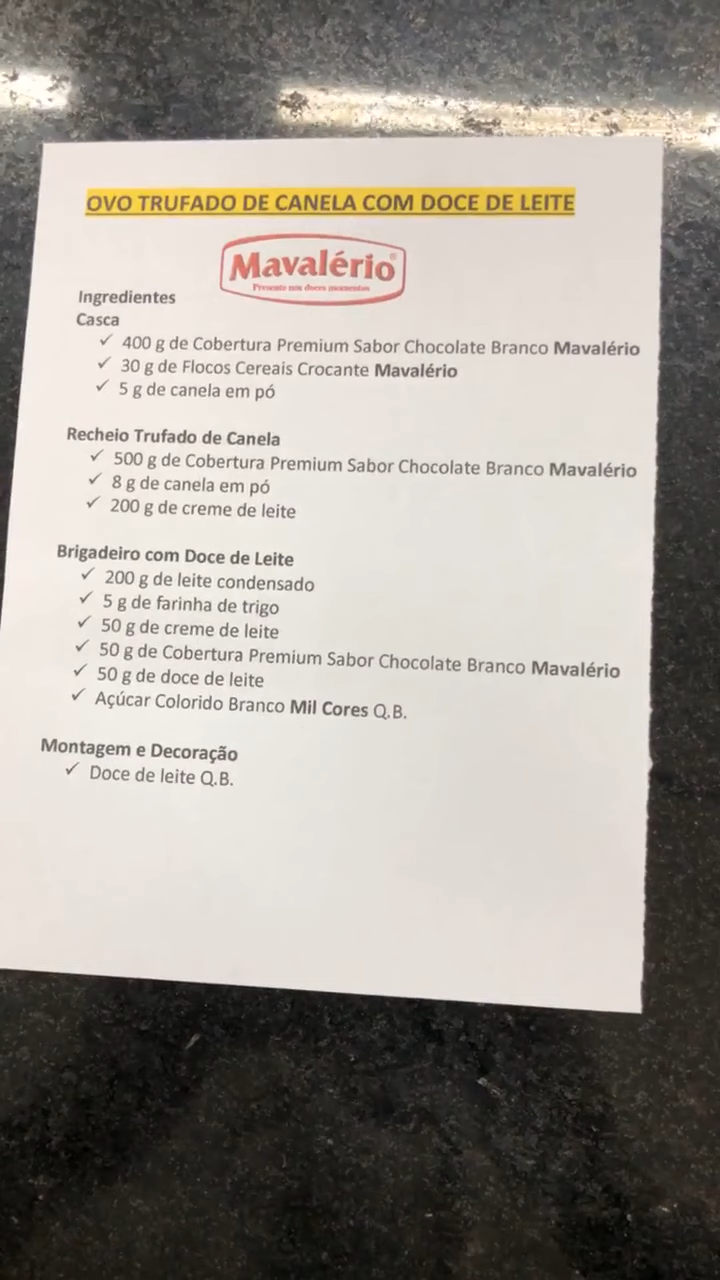 OVO TRUFADO DE CANELA COM DOCE DE LEITE
Mavalério®
Presente nos doces momentos
Ingredientes
Casca
✓ 400 g de Cobertura Premium Sabor Chocolate Branco Mavalério
✓ 30 g de Flocos Cereais Crocante Mavalério
✓ 5 g de canela em pó
Recheio Trufado de Canela
✓ 500 g de Cobertura Premium Sabor Chocolate Branco Mavalério
✓ 8 g de canela em pó
✓ 200 g de creme de leite
Brigadeiro com Doce de Leite
✓ 200 g de leite condensado
✓ 5 g de farinha de trigo
✓ 50 g de creme de leite
✓ 50 g de Cobertura Premium Sabor Chocolate Branco Mavalério
✓ 50 g de doce de leite
✓ Açúcar Colorido Branco Mil Cores Q.B.
Montagem e Decoração
✓ Doce de leite Q.B.